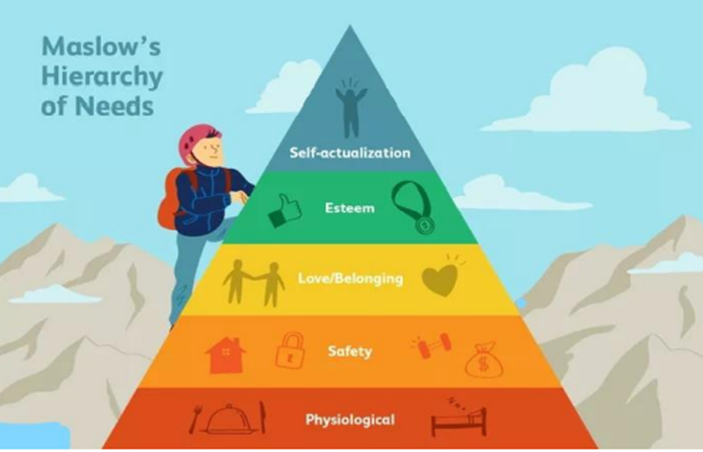 Maslow's
Hierarchy
of Needs
Self-actualization
Esteem
Love/Belonging
Safety
$
Physiological